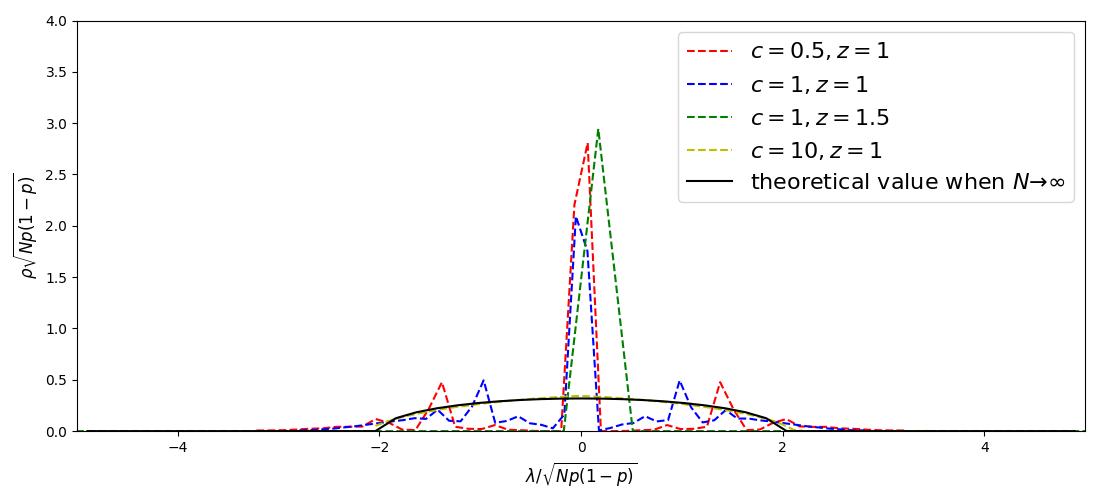 4.0
3.5
3.0
2.5
2.0
1.5
1.0
0.5
0.0
ρ√Np(1 − p)
c = 0.5, z = 1
c = 1, z = 1
c = 1, z = 1.5
c = 10, z = 1
theoretical value when N→∞
−4 −2 0 2 4
λ/√Np(1 − p)